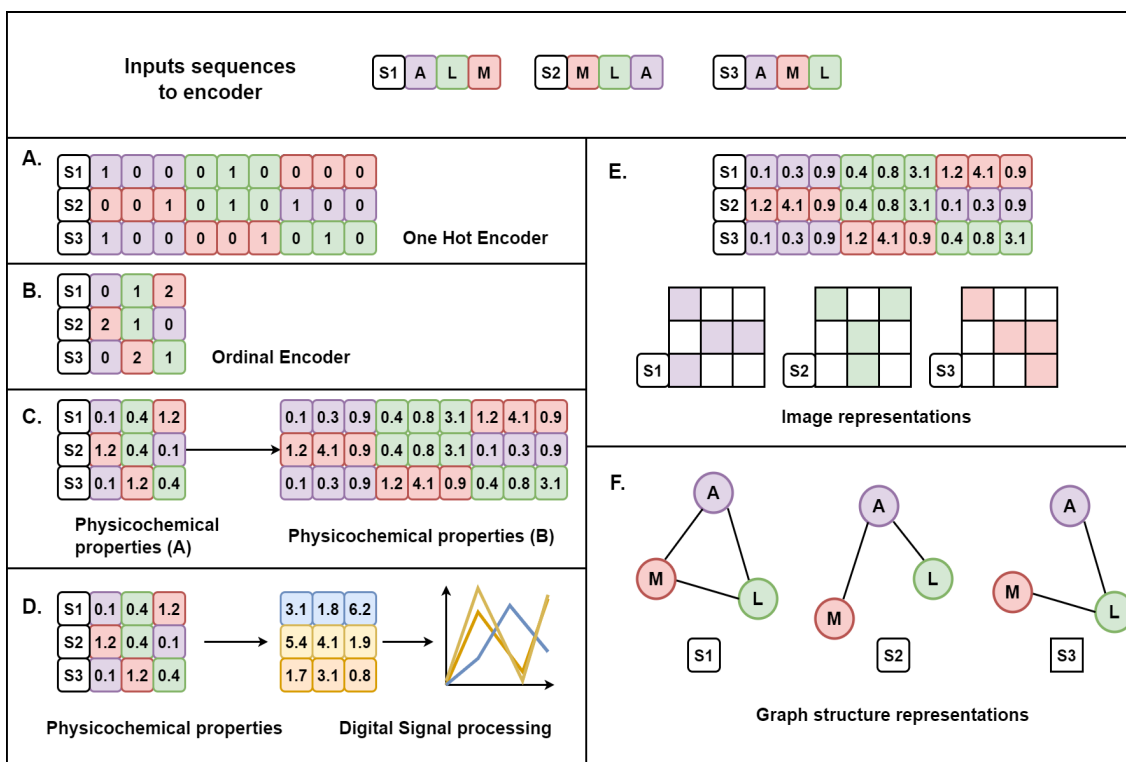 Inputs sequences
to encoder
S1 A L M
S2 M L A
S3 A M L
A.
S1 1 0 0 0 1 0 0 0 0
S2 0 0 1 0 1 0 1 0 0
S3 1 0 0 0 0 1 0 1 0
One Hot Encoder
B.
S1 0 1 2
S2 2 1 0
S3 0 2 1
Ordinal Encoder
C.
S1 0.1 0.4 1.2
S2 1.2 0.4 0.1
S3 0.1 1.2 0.4
Physicochemical
properties (A)
0.1 0.3 0.9 0.4 0.8 3.1 1.2 4.1 0.9
1.2 4.1 0.9 0.4 0.8 3.1 0.1 0.3 0.9
0.1 0.3 0.9 1.2 4.1 0.9 0.4 0.8 3.1
Physicochemical properties (B)
D.
S1 0.1 0.4 1.2
S2 1.2 0.4 0.1
S3 0.1 1.2 0.4
Physicochemical properties
3.1 1.8 6.2
5.4 4.1 1.9
1.7 3.1 0.8
Digital Signal processing
E.
S1 0.1 0.3 0.9 0.4 0.8 3.1 1.2 4.1 0.9
S2 1.2 4.1 0.9 0.4 0.8 3.1 0.1 0.3 0.9
S3 0.1 0.3 0.9 1.2 4.1 0.9 0.4 0.8 3.1
S1
S2
S3
Image representations
F.
A
M
L
S1
A
L
M
S2
A
M
L
S3
Graph structure representations